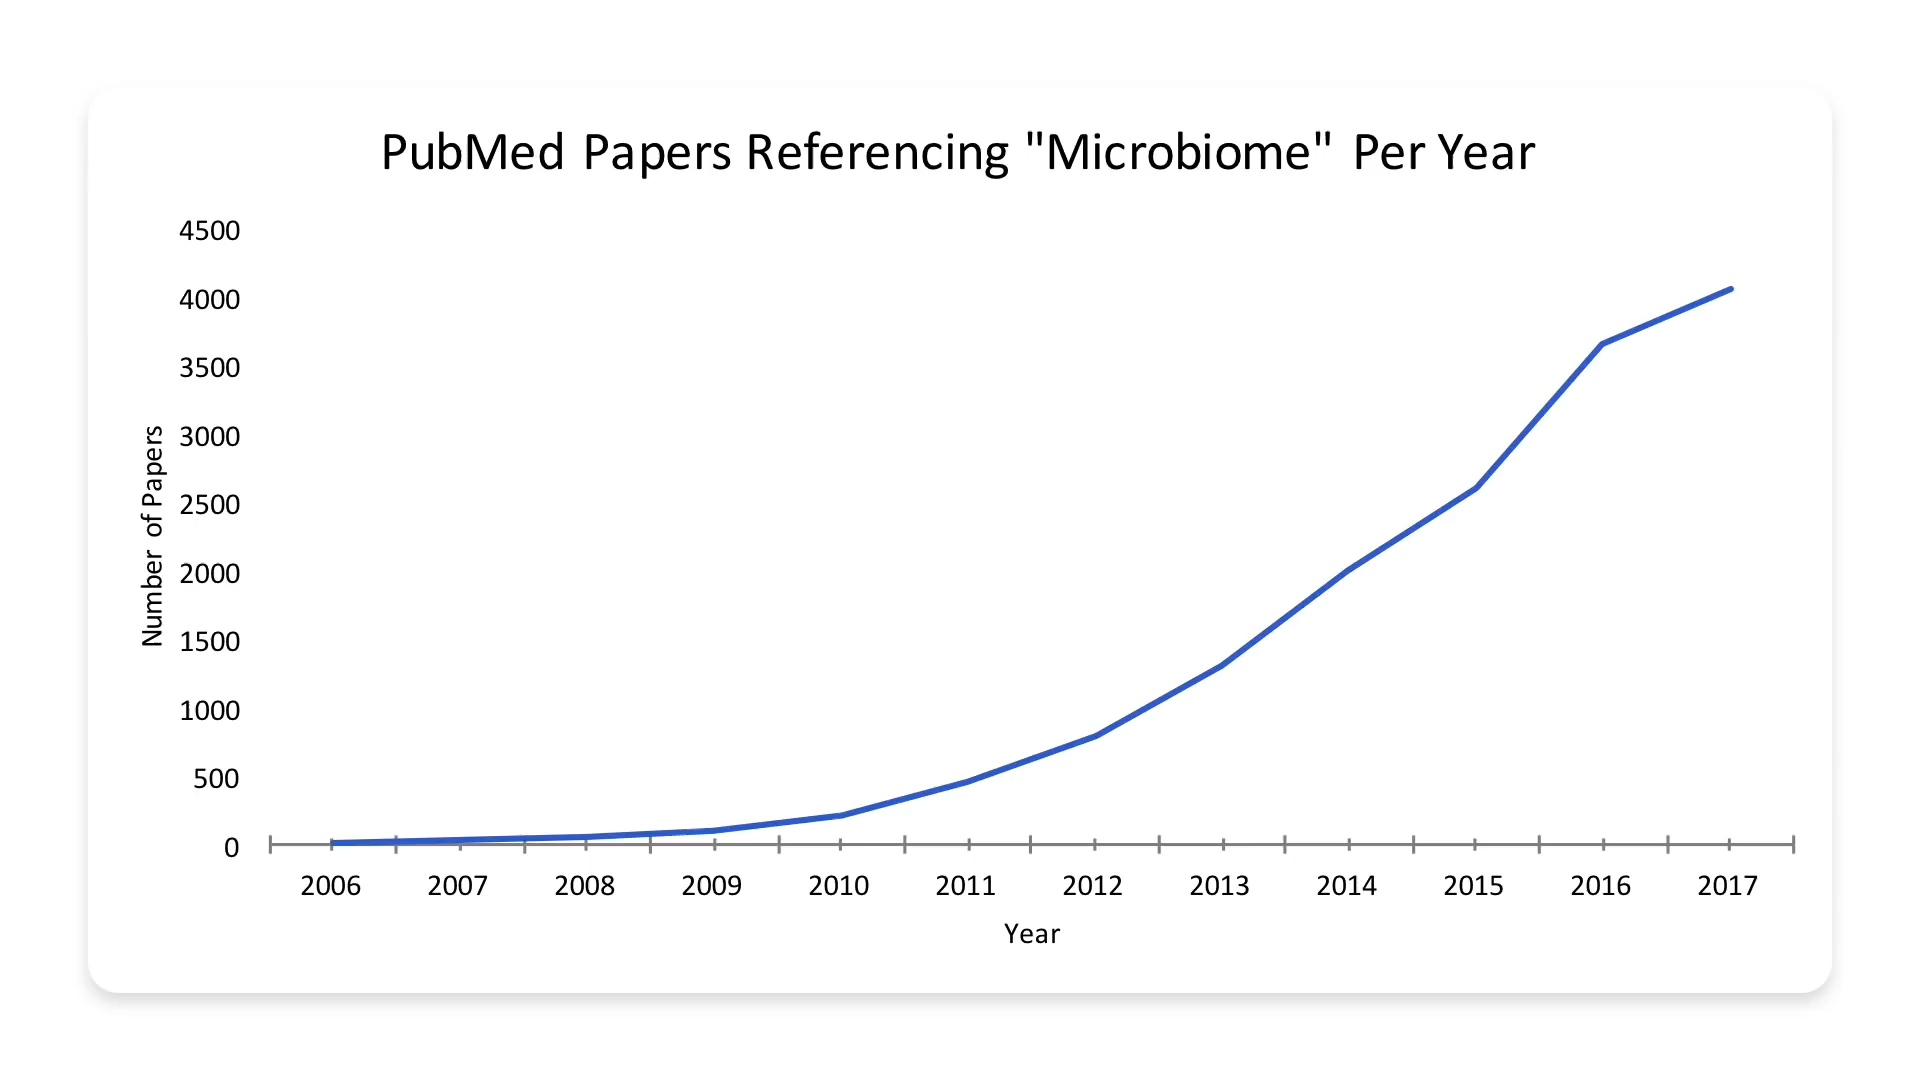 PubMed Papers Referencing "Microbiome" Per Year
4500
4000
3500
3000
2500
2000
1500
1000
500
0
Number of Papers
2006 2007 2008 2009 2010 2011 2012 2013 2014 2015 2016 2017
Year